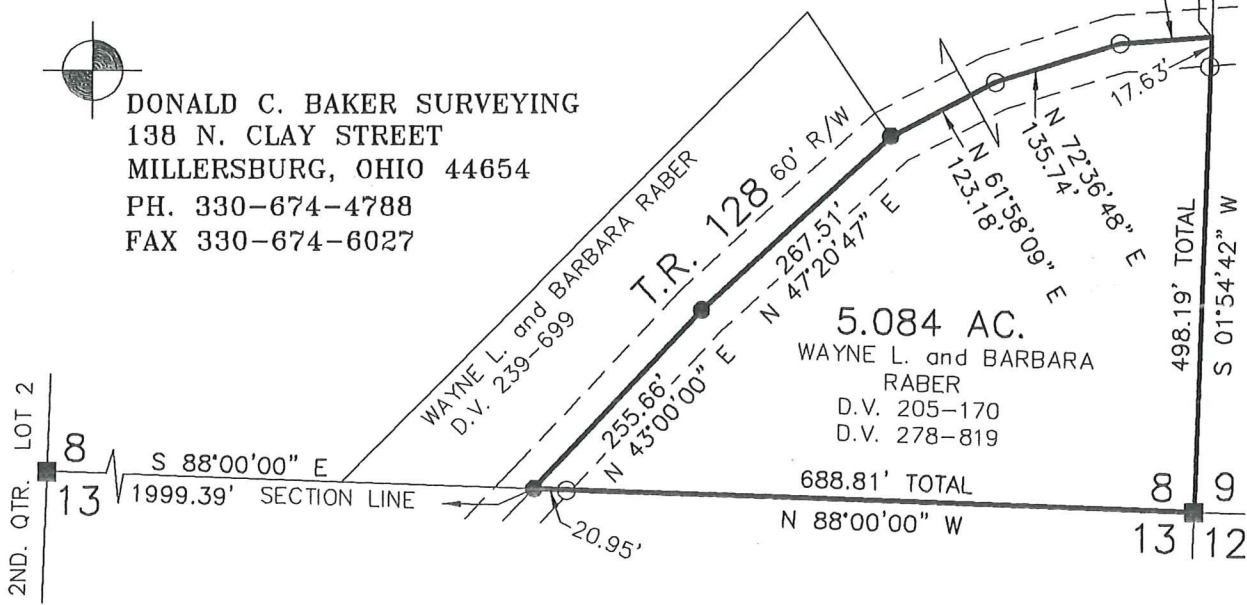 DONALD C. BAKER SURVEYING
138 N. CLAY STREET
MILLERSBURG, OHIO 44654
PH. 330-674-4788
FAX 330-674-6027
WAYNE L. and BARBARA RABER
D.V. 239-699
T.R. 128 60' R/W
17.63'
N 72°36'48" E
135.74'
N 61°58'09" E
123.18'
267.51'
N 47°20'47" E
255.66'
N 43°00'00" E
498.19' TOTAL
S 01°54'42" W
5.084 AC.
WAYNE L. and BARBARA
RABER
D.V. 205-170
D.V. 278-819
2ND. QTR. LOT 2
8
13
S 88°00'00" E
1999.39' SECTION LINE
20.95'
688.81' TOTAL
N 88°00'00" W
8 9
13 12